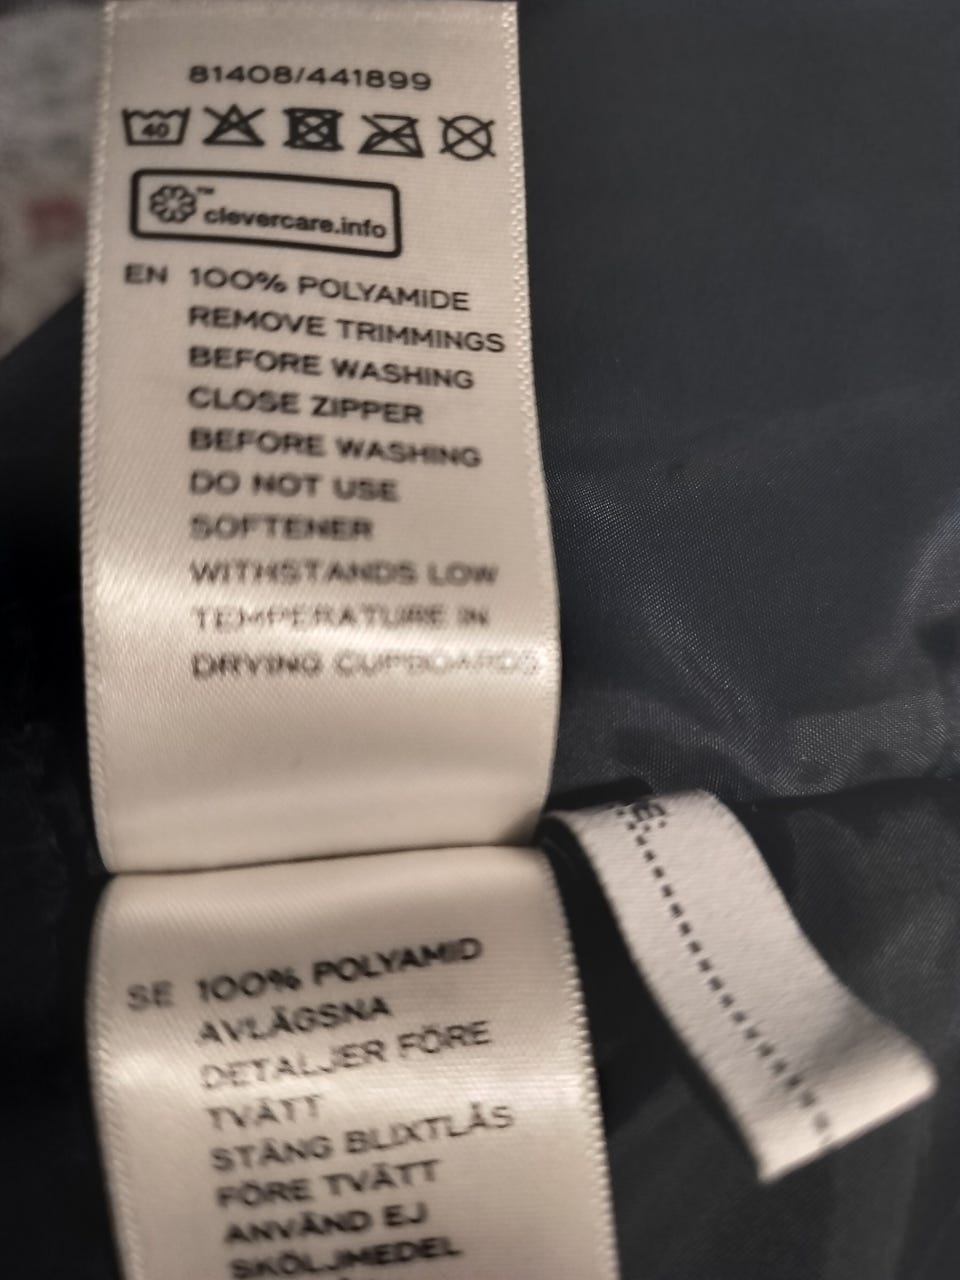 81408/441899
40
™
clevercare.info
EN 100% POLYAMIDE
REMOVE TRIMMINGS
BEFORE WASHING
CLOSE ZIPPER
BEFORE WASHING
DO NOT USE
SOFTENER
WITHSTANDS LOW
TEMPERATURE IN
DRYING CUPBOARDS
SE 100% POLYAMID
AVLÄGSNA
DETALJER FÖRE
TVÄTT
STÄNG BLIXTLÅS
FÖRE TVÄTT
ANVÄND EJ
SKÖLJMEDEL